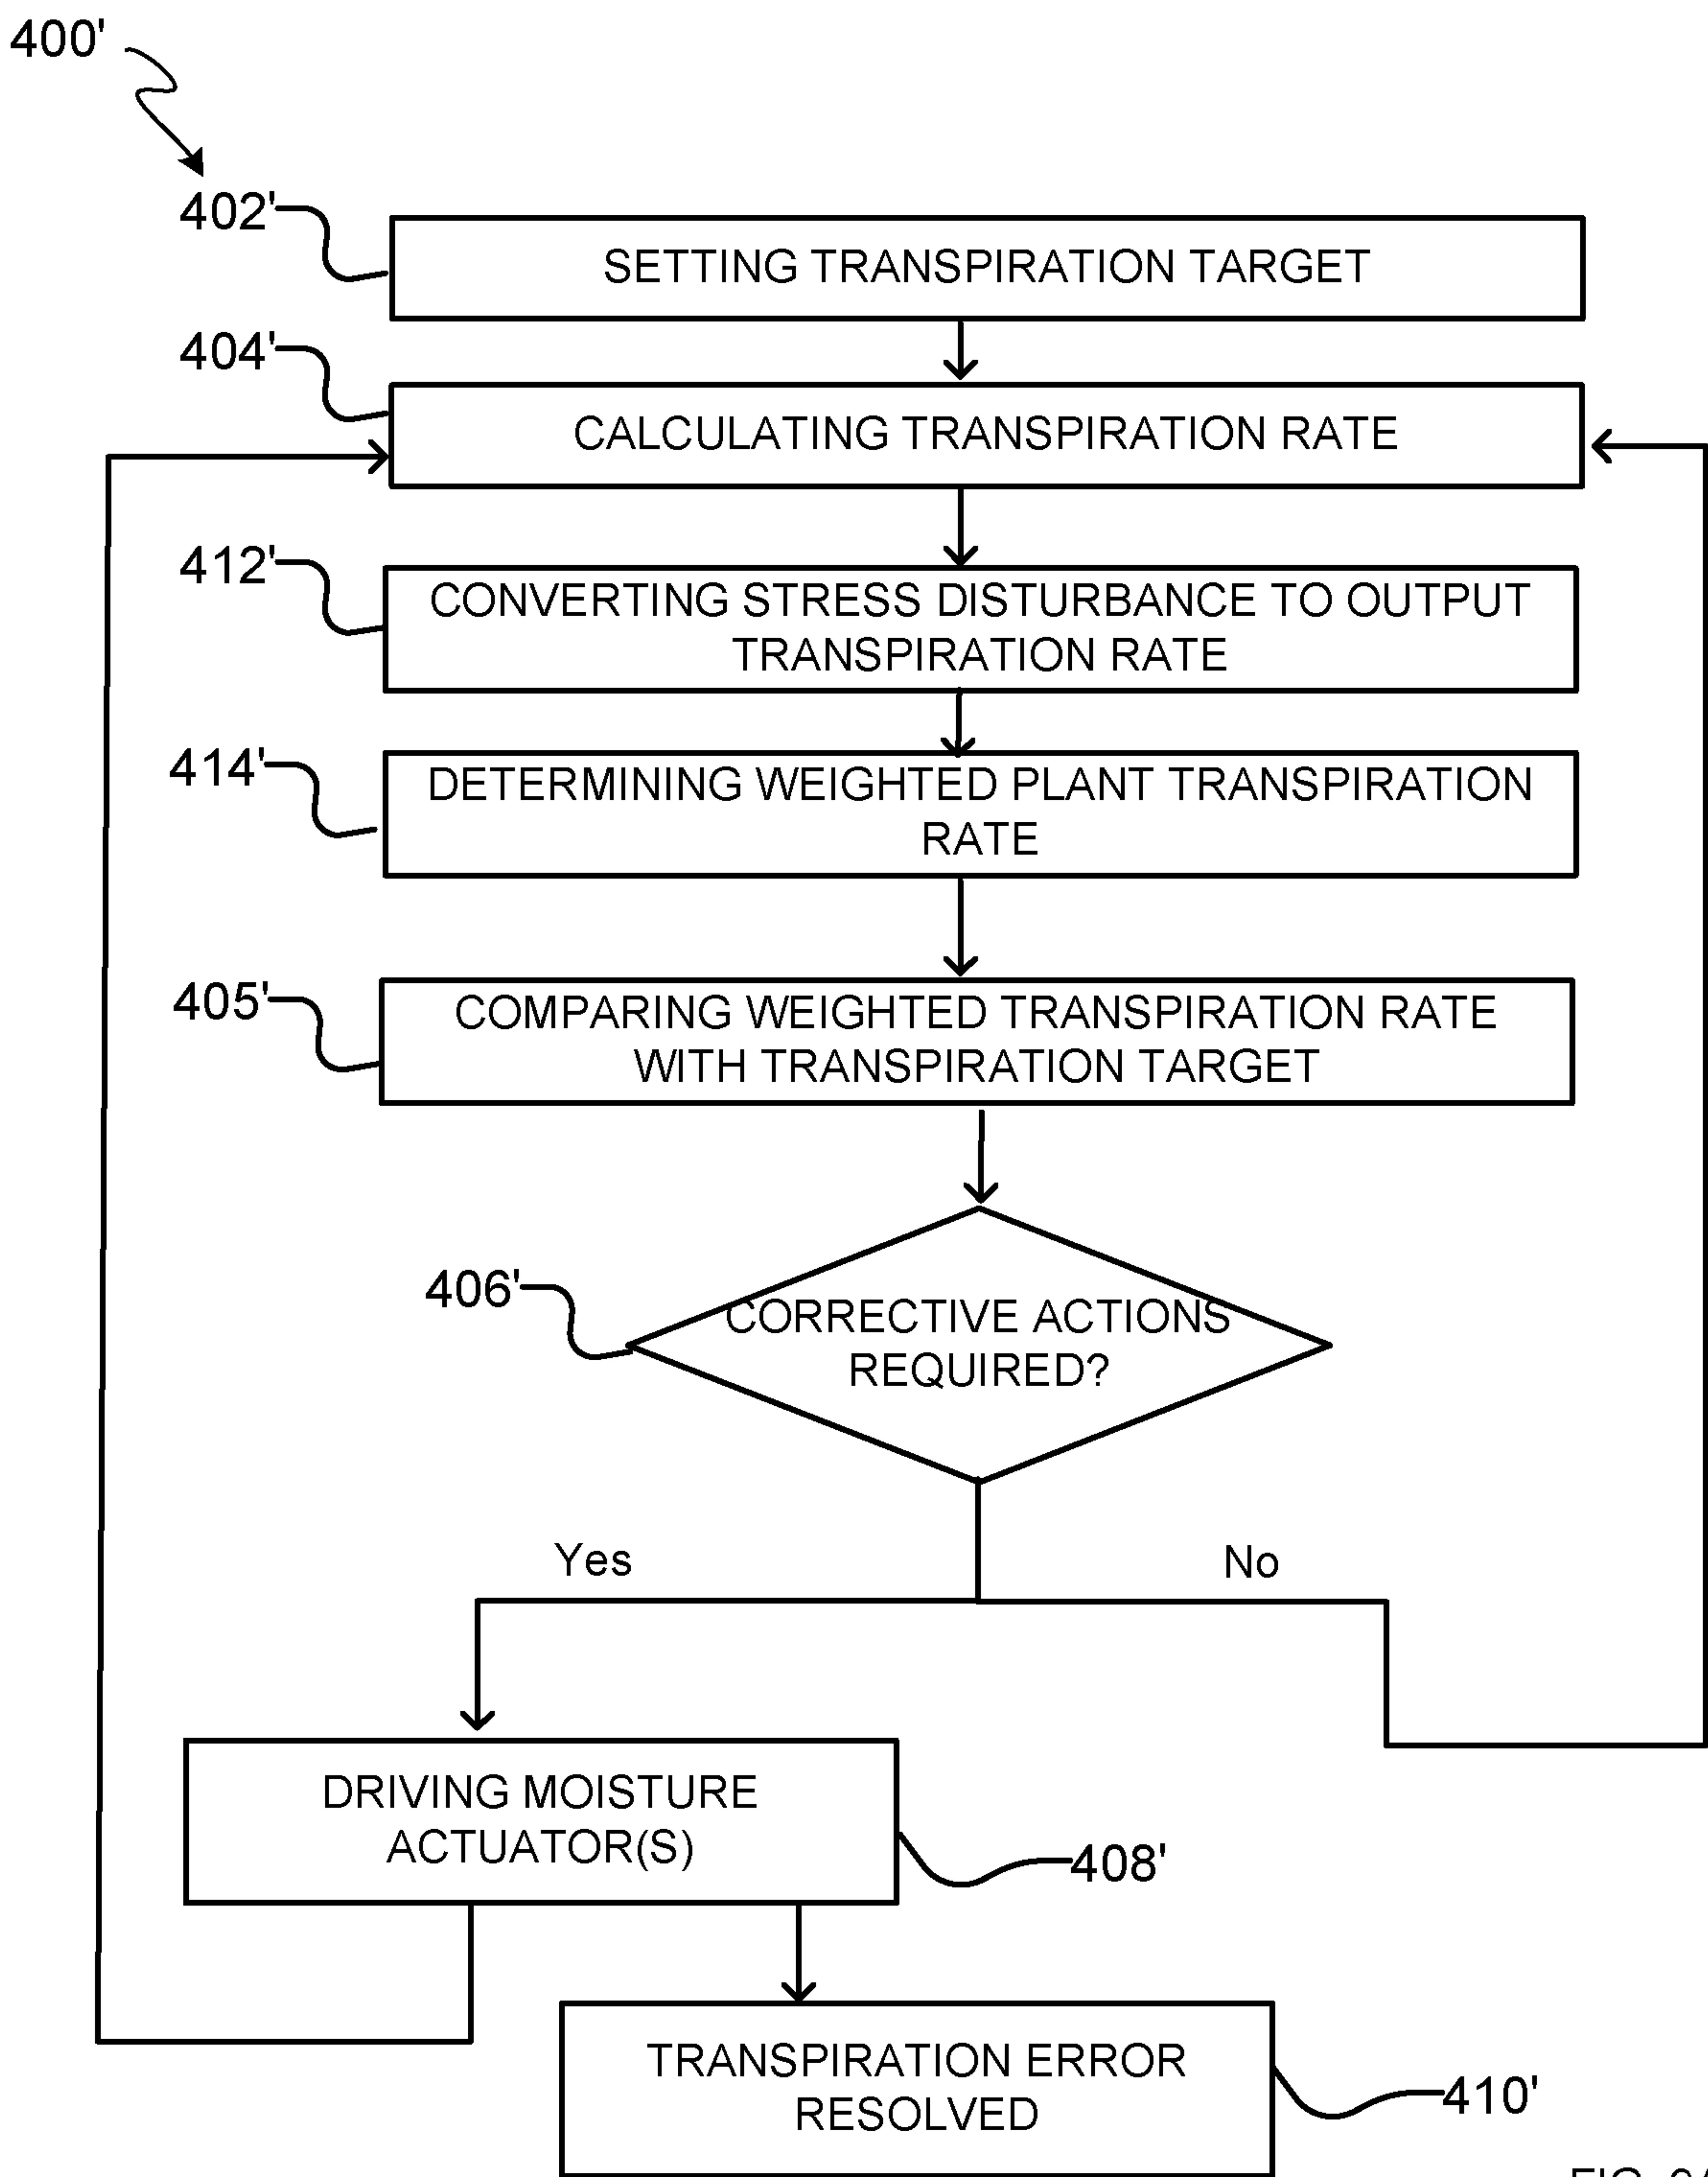 400'
402'
SETTING TRANSPIRATION TARGET
404'
CALCULATING TRANSPIRATION RATE
412'
CONVERTING STRESS DISTURBANCE TO OUTPUT
TRANSPIRATION RATE
414'
DETERMINING WEIGHTED PLANT TRANSPIRATION
RATE
405'
COMPARING WEIGHTED TRANSPIRATION RATE
WITH TRANSPIRATION TARGET
406'
CORRECTIVE ACTIONS
REQUIRED?
Yes
No
DRIVING MOISTURE
ACTUATOR(S)
408'
TRANSPIRATION ERROR
RESOLVED
410'
FIG.